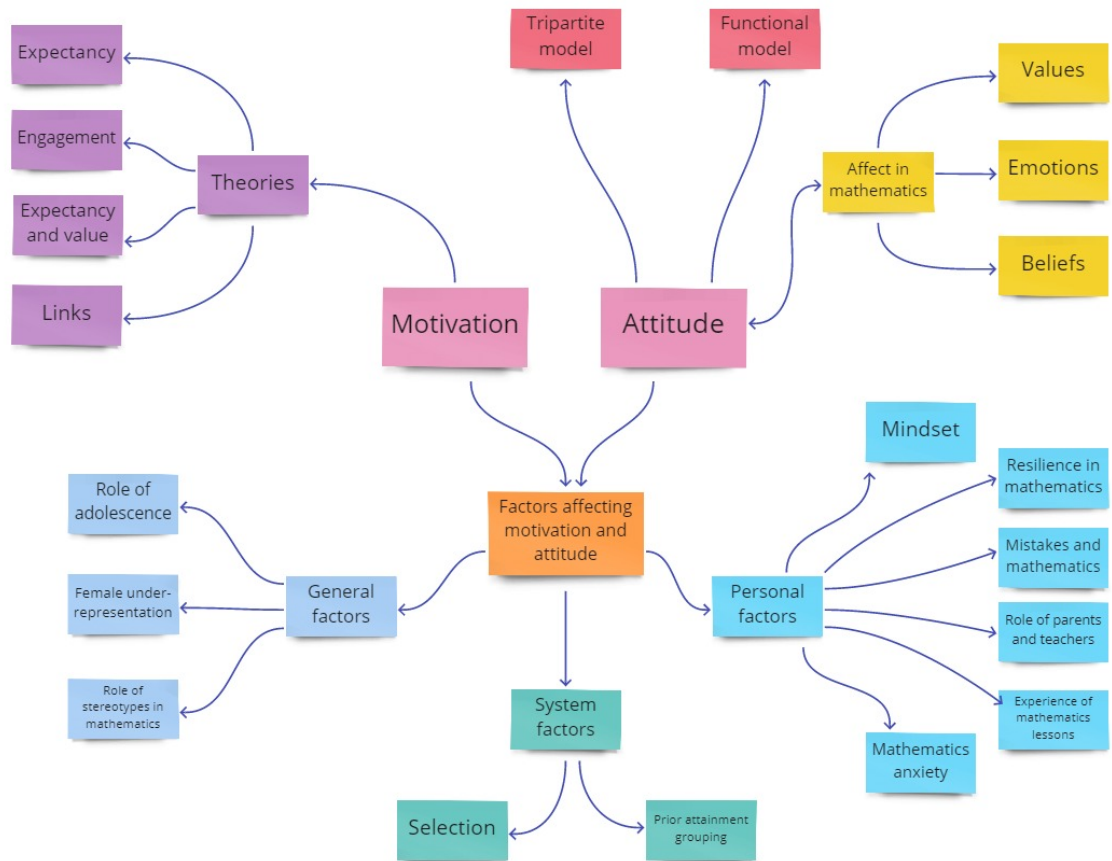 Tripartite
model
Functional
model
Expectancy
Engagement
Theories
Expectancy
and value
Links
Values
Affect in
mathematics
Emotions
Beliefs
Motivation
Attitude
Mindset
Resilience in
mathematics
Role of
adolescence
Factors affecting
motivation and
attitude
Mistakes and
mathematics
Female under-
representation
General
factors
Personal
factors
Role of parents
and teachers
Role of
stereotypes in
mathematics
System
factors
Experience of
mathematics
lessons
Mathematics
anxiety
Selection
Prior attainment
grouping